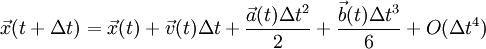 $\vec{x}(t + \Delta t) = \vec{x}(t) + \vec{v}(t)\Delta t + \frac{\vec{a}(t)\Delta t^2}{2} + \frac{\vec{b}(t)\Delta t^3}{6} + O(\Delta t^4)$